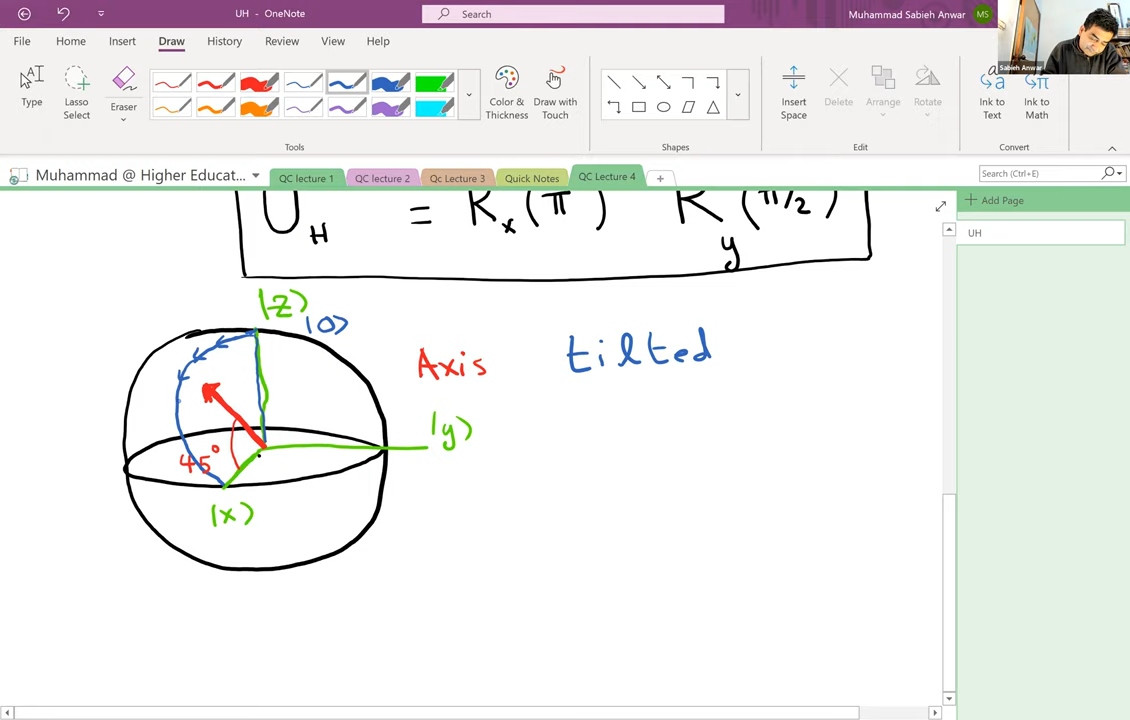 UH - OneNote
Search
Muhammad Sabieh Anwar
MS
File Home Insert Draw History Review View Help
Sabieh Anwar
Type
Lasso Select
Eraser
Color & Thickness
Draw with Touch
Insert Space
Delete
Arrange
Rotate
Ink to Text
Ink to Math
Tools
Shapes
Edit
Convert
Muhammad @ Higher Educat...
QC lecture 1
QC lecture 2
Qc Lecture 3
Quick Notes
QC Lecture 4
Search (Ctrl+E)
Add Page
UH
U_H = R_x (π) R_y (π/2)
|z⟩
|0⟩
Axis tilted
|y⟩
45°
|x⟩